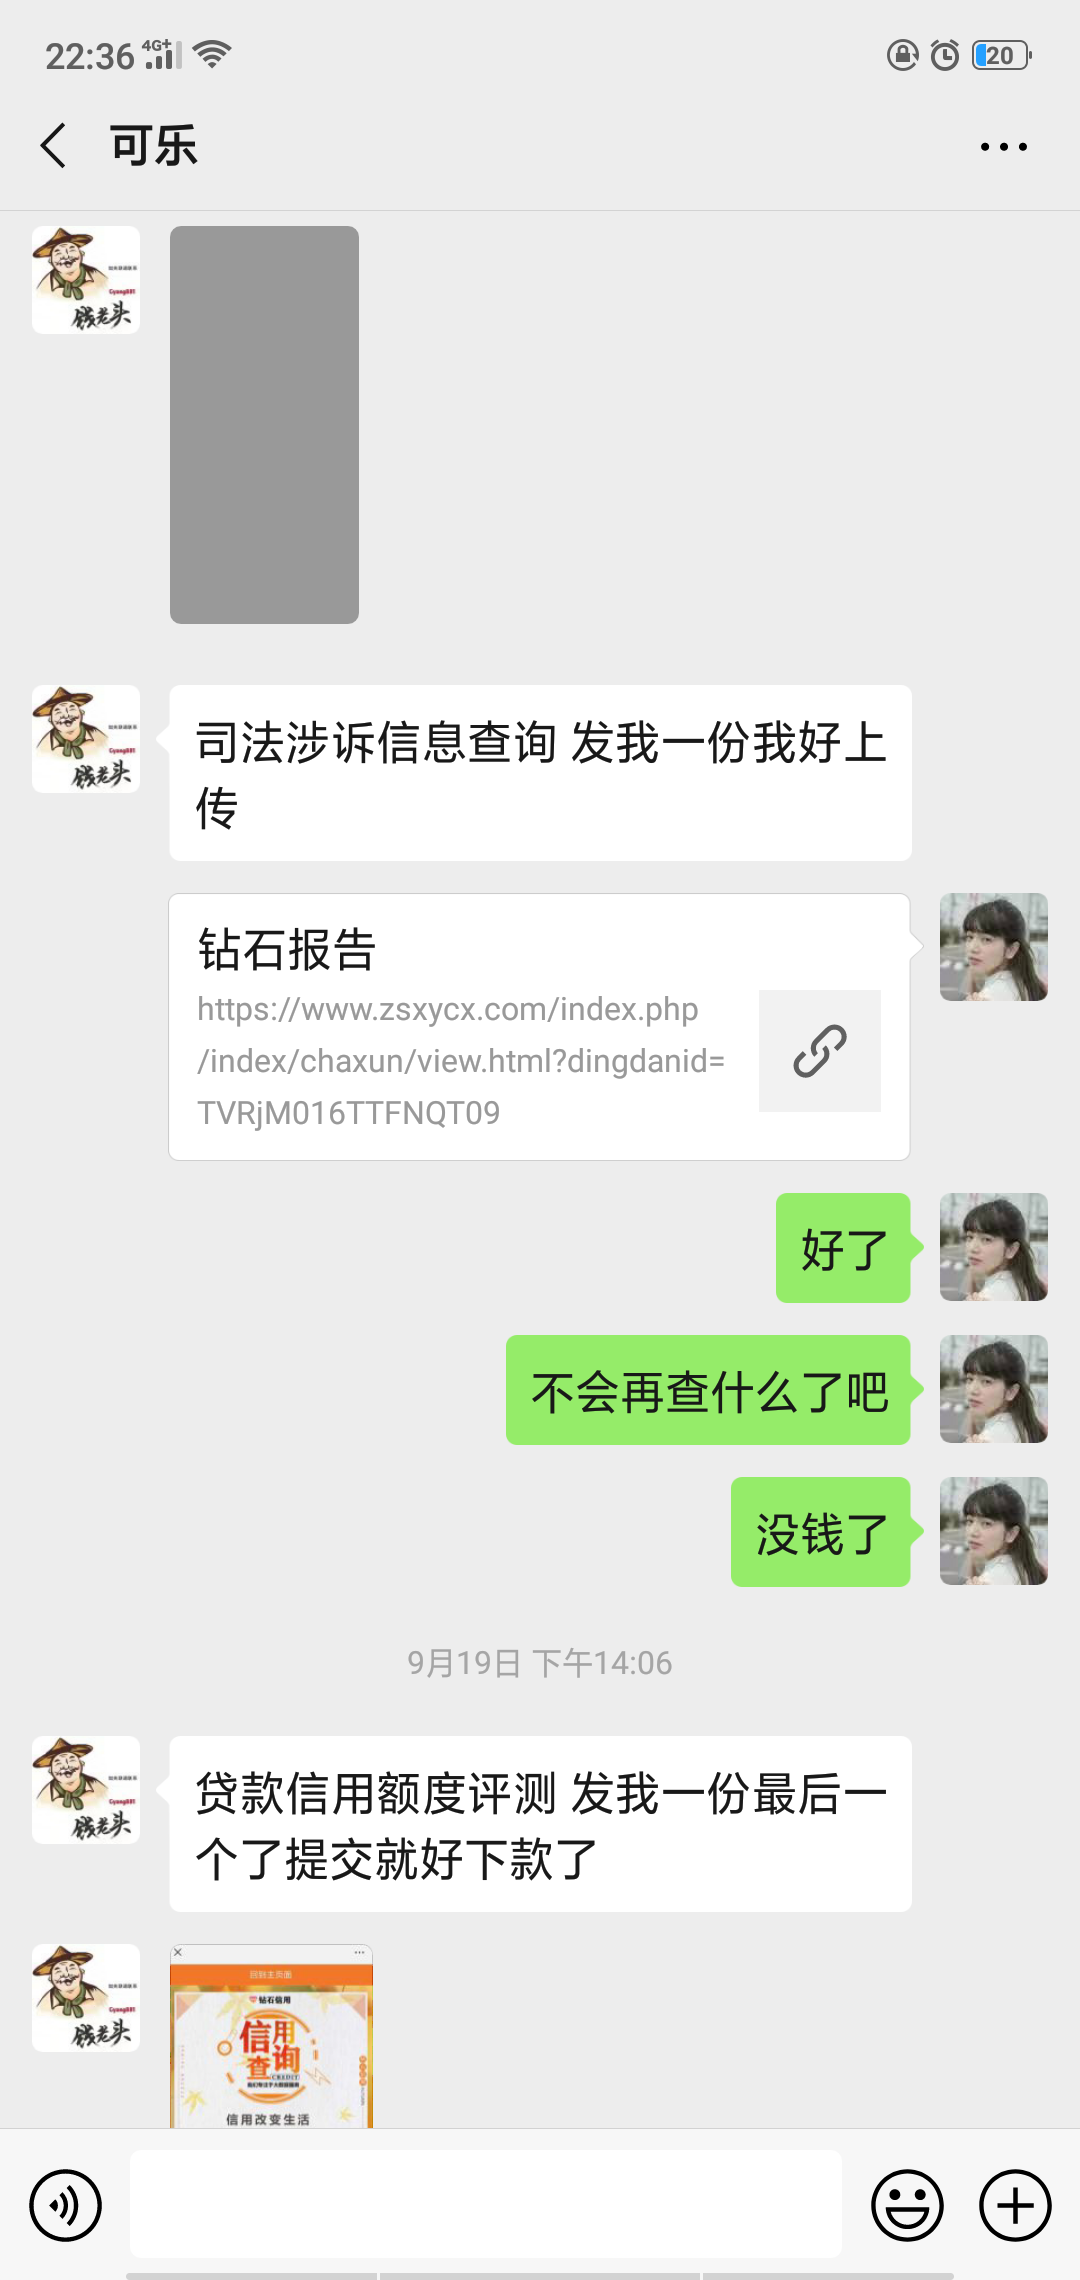 22:36 4G+ 20
可乐
钱老头
司法涉诉信息查询 发我一份我好上
传
钱老头
钻石报告
https://www.zsxycx.com/index.php
/index/chaxun/view.html?dingdanid=
TVRjM016TTFNQT09
好了
不会再查什么了吧
没钱了
9月19日 下午14:06
贷款信用额度评测 发我一份最后一
个了提交就好下款了
钱老头
钱老头
回到主页面
钻石信用
信用
查询
CREDIT
信用改变生活